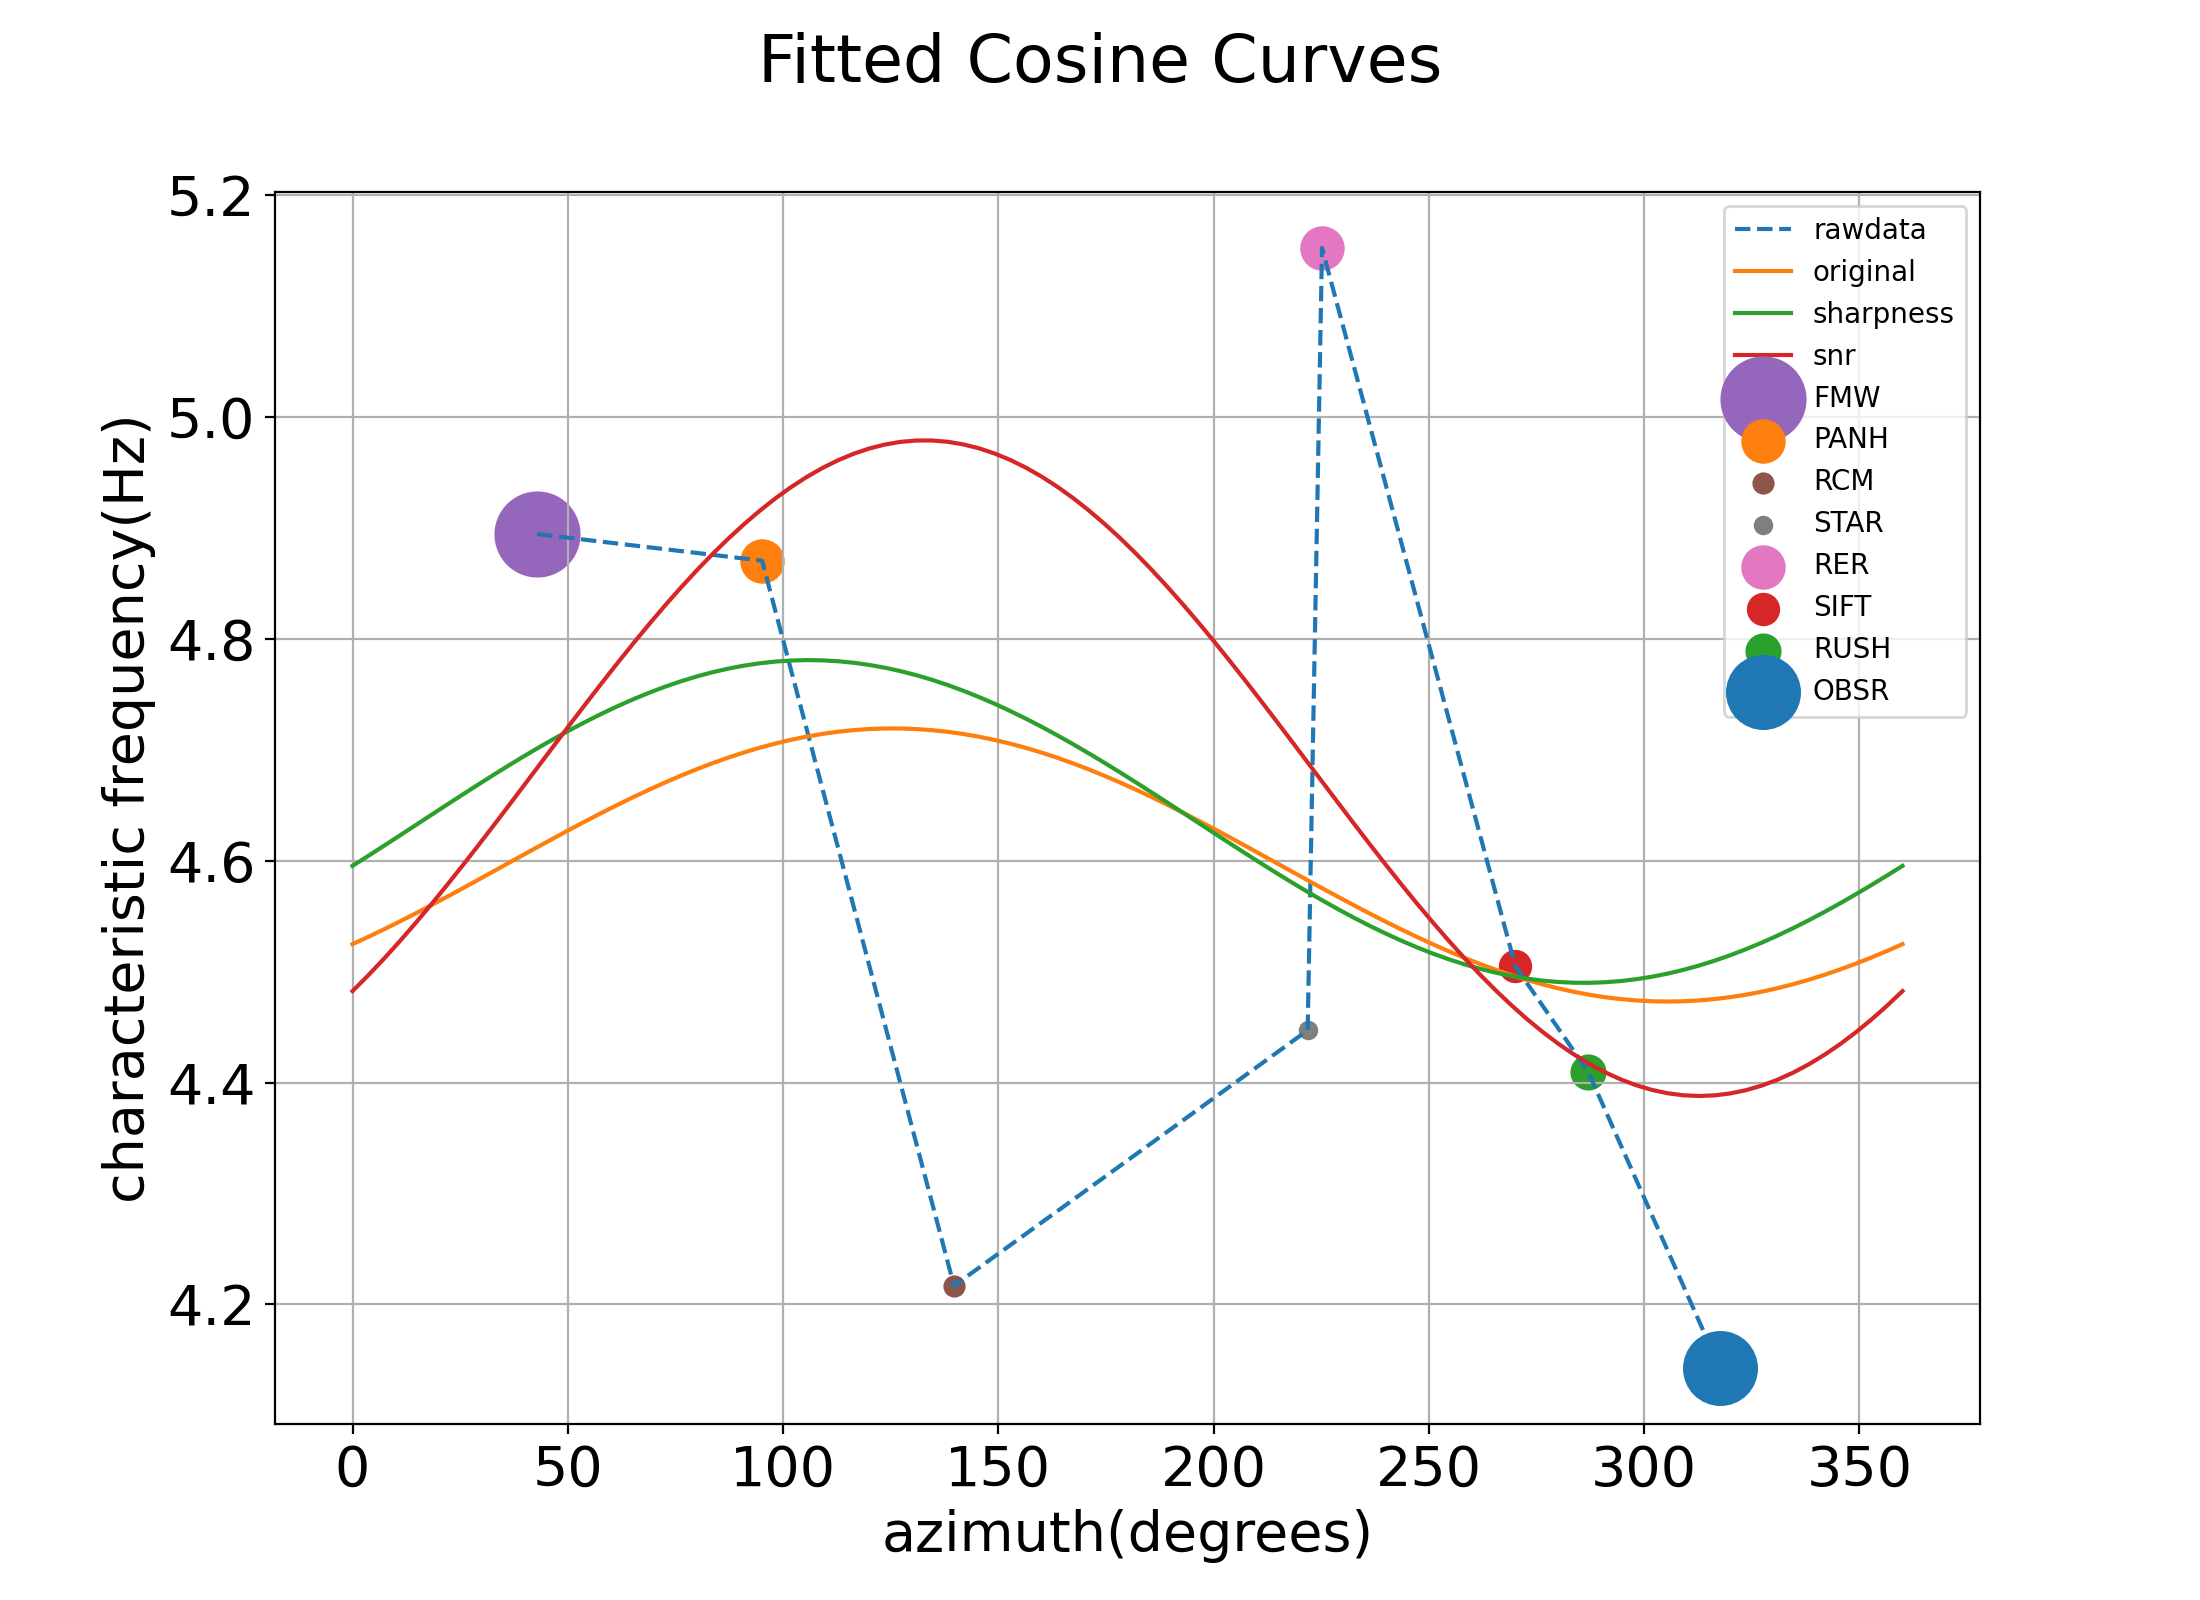 Fitted Cosine Curves
characteristic frequency(Hz)
5.2
5.0
4.8
4.6
4.4
4.2
rawdata
original
sharpness
snr
FMW
PANH
RCM
STAR
RER
SIFT
RUSH
OBSR
0 50 100 150 200 250 300 350
azimuth(degrees)